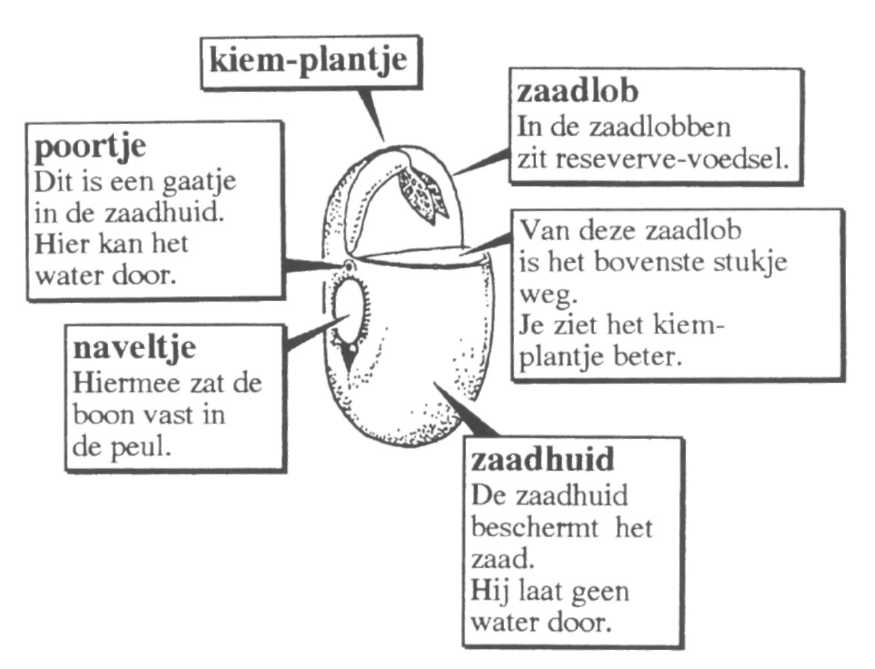 kiem-plantje
zaadlob
In de zaadlobben
zit reseverve-voedsel.
poortje
Dit is een gaatje
in de zaadhuid.
Hier kan het
water door.
Van deze zaadlob
is het bovenste stukje
weg.
Je ziet het kiem-
plantje beter.
naveltje
Hiermee zat de
boon vast in
de peul.
zaadhuid
De zaadhuid
beschermt het
zaad.
Hij laat geen
water door.